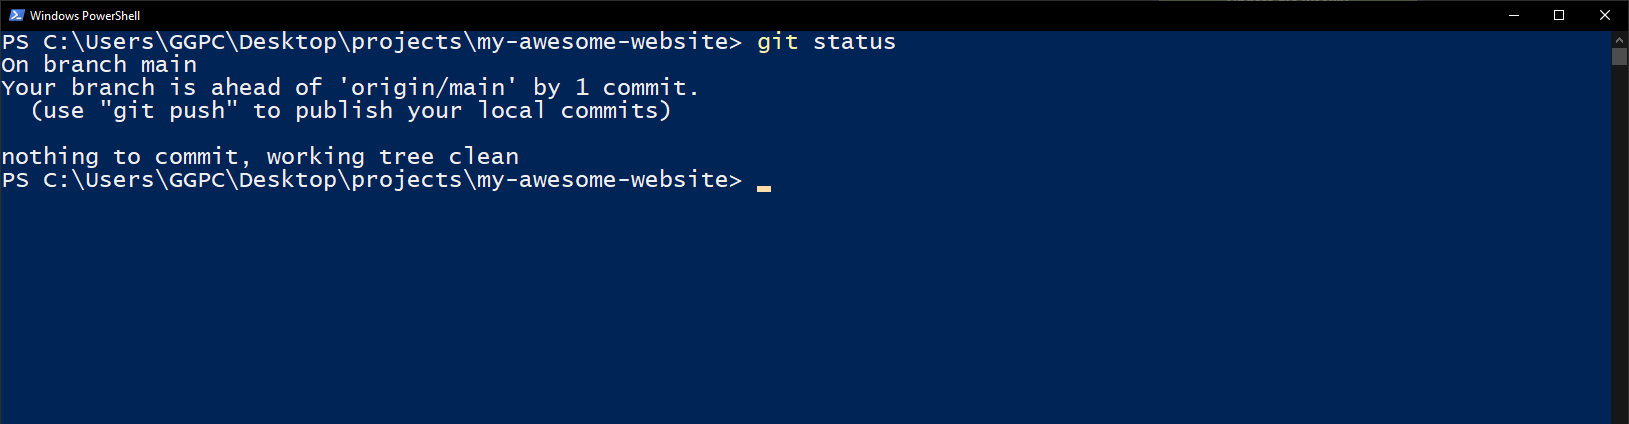 Windows PowerShell
PS C:\Users\GGPC\Desktop\projects\my-awesome-website> git status
On branch main
Your branch is ahead of 'origin/main' by 1 commit.
  (use "git push" to publish your local commits)

nothing to commit, working tree clean
PS C:\Users\GGPC\Desktop\projects\my-awesome-website>